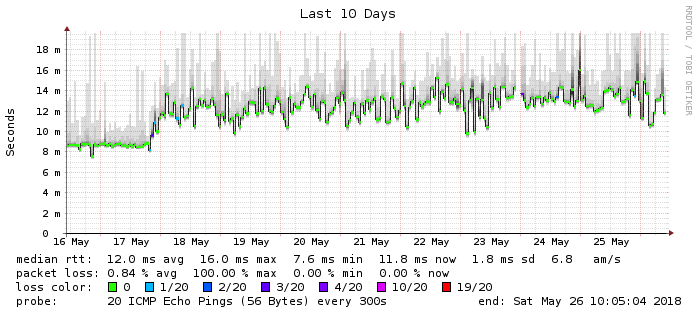 Last 10 Days
RRDTOOL / TOBI OETIKER
Seconds
18 m
16 m
14 m
12 m
10 m
8 m
6 m
4 m
2 m
0
16 May 17 May 18 May 19 May 20 May 21 May 22 May 23 May 24 May 25 May
median rtt: 12.0 ms avg 16.0 ms max 7.6 ms min 11.8 ms now 1.8 ms sd 6.8 am/s
packet loss: 0.84 % avg 100.00 % max 0.00 % min 0.00 % now
loss color: 0 1/20 2/20 3/20 4/20 10/20 19/20
probe: 20 ICMP Echo Pings (56 Bytes) every 300s end: Sat May 26 10:05:04 2018